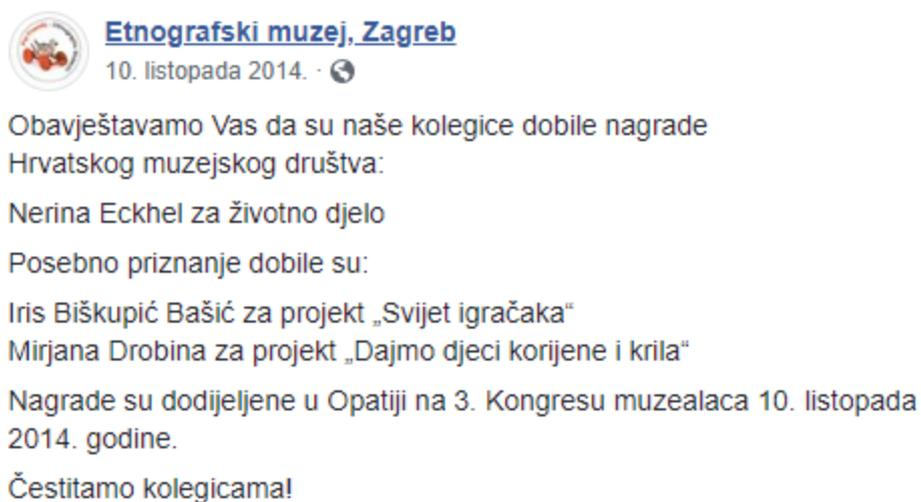 Etnografski muzej, Zagreb
10. listopada 2014. ·
Obavještavamo Vas da su naše kolegice dobile nagrade
Hrvatskog muzejskog društva:
Nerina Eckhel za životno djelo
Posebno priznanje dobile su:
Iris Biškupić Bašić za projekt „Svijet igračaka“
Mirjana Drobina za projekt „Dajmo djeci korijene i krila“
Nagrade su dodijeljene u Opatiji na 3. Kongresu muzealaca 10. listopada
2014. godine.
Čestitamo kolegicama!